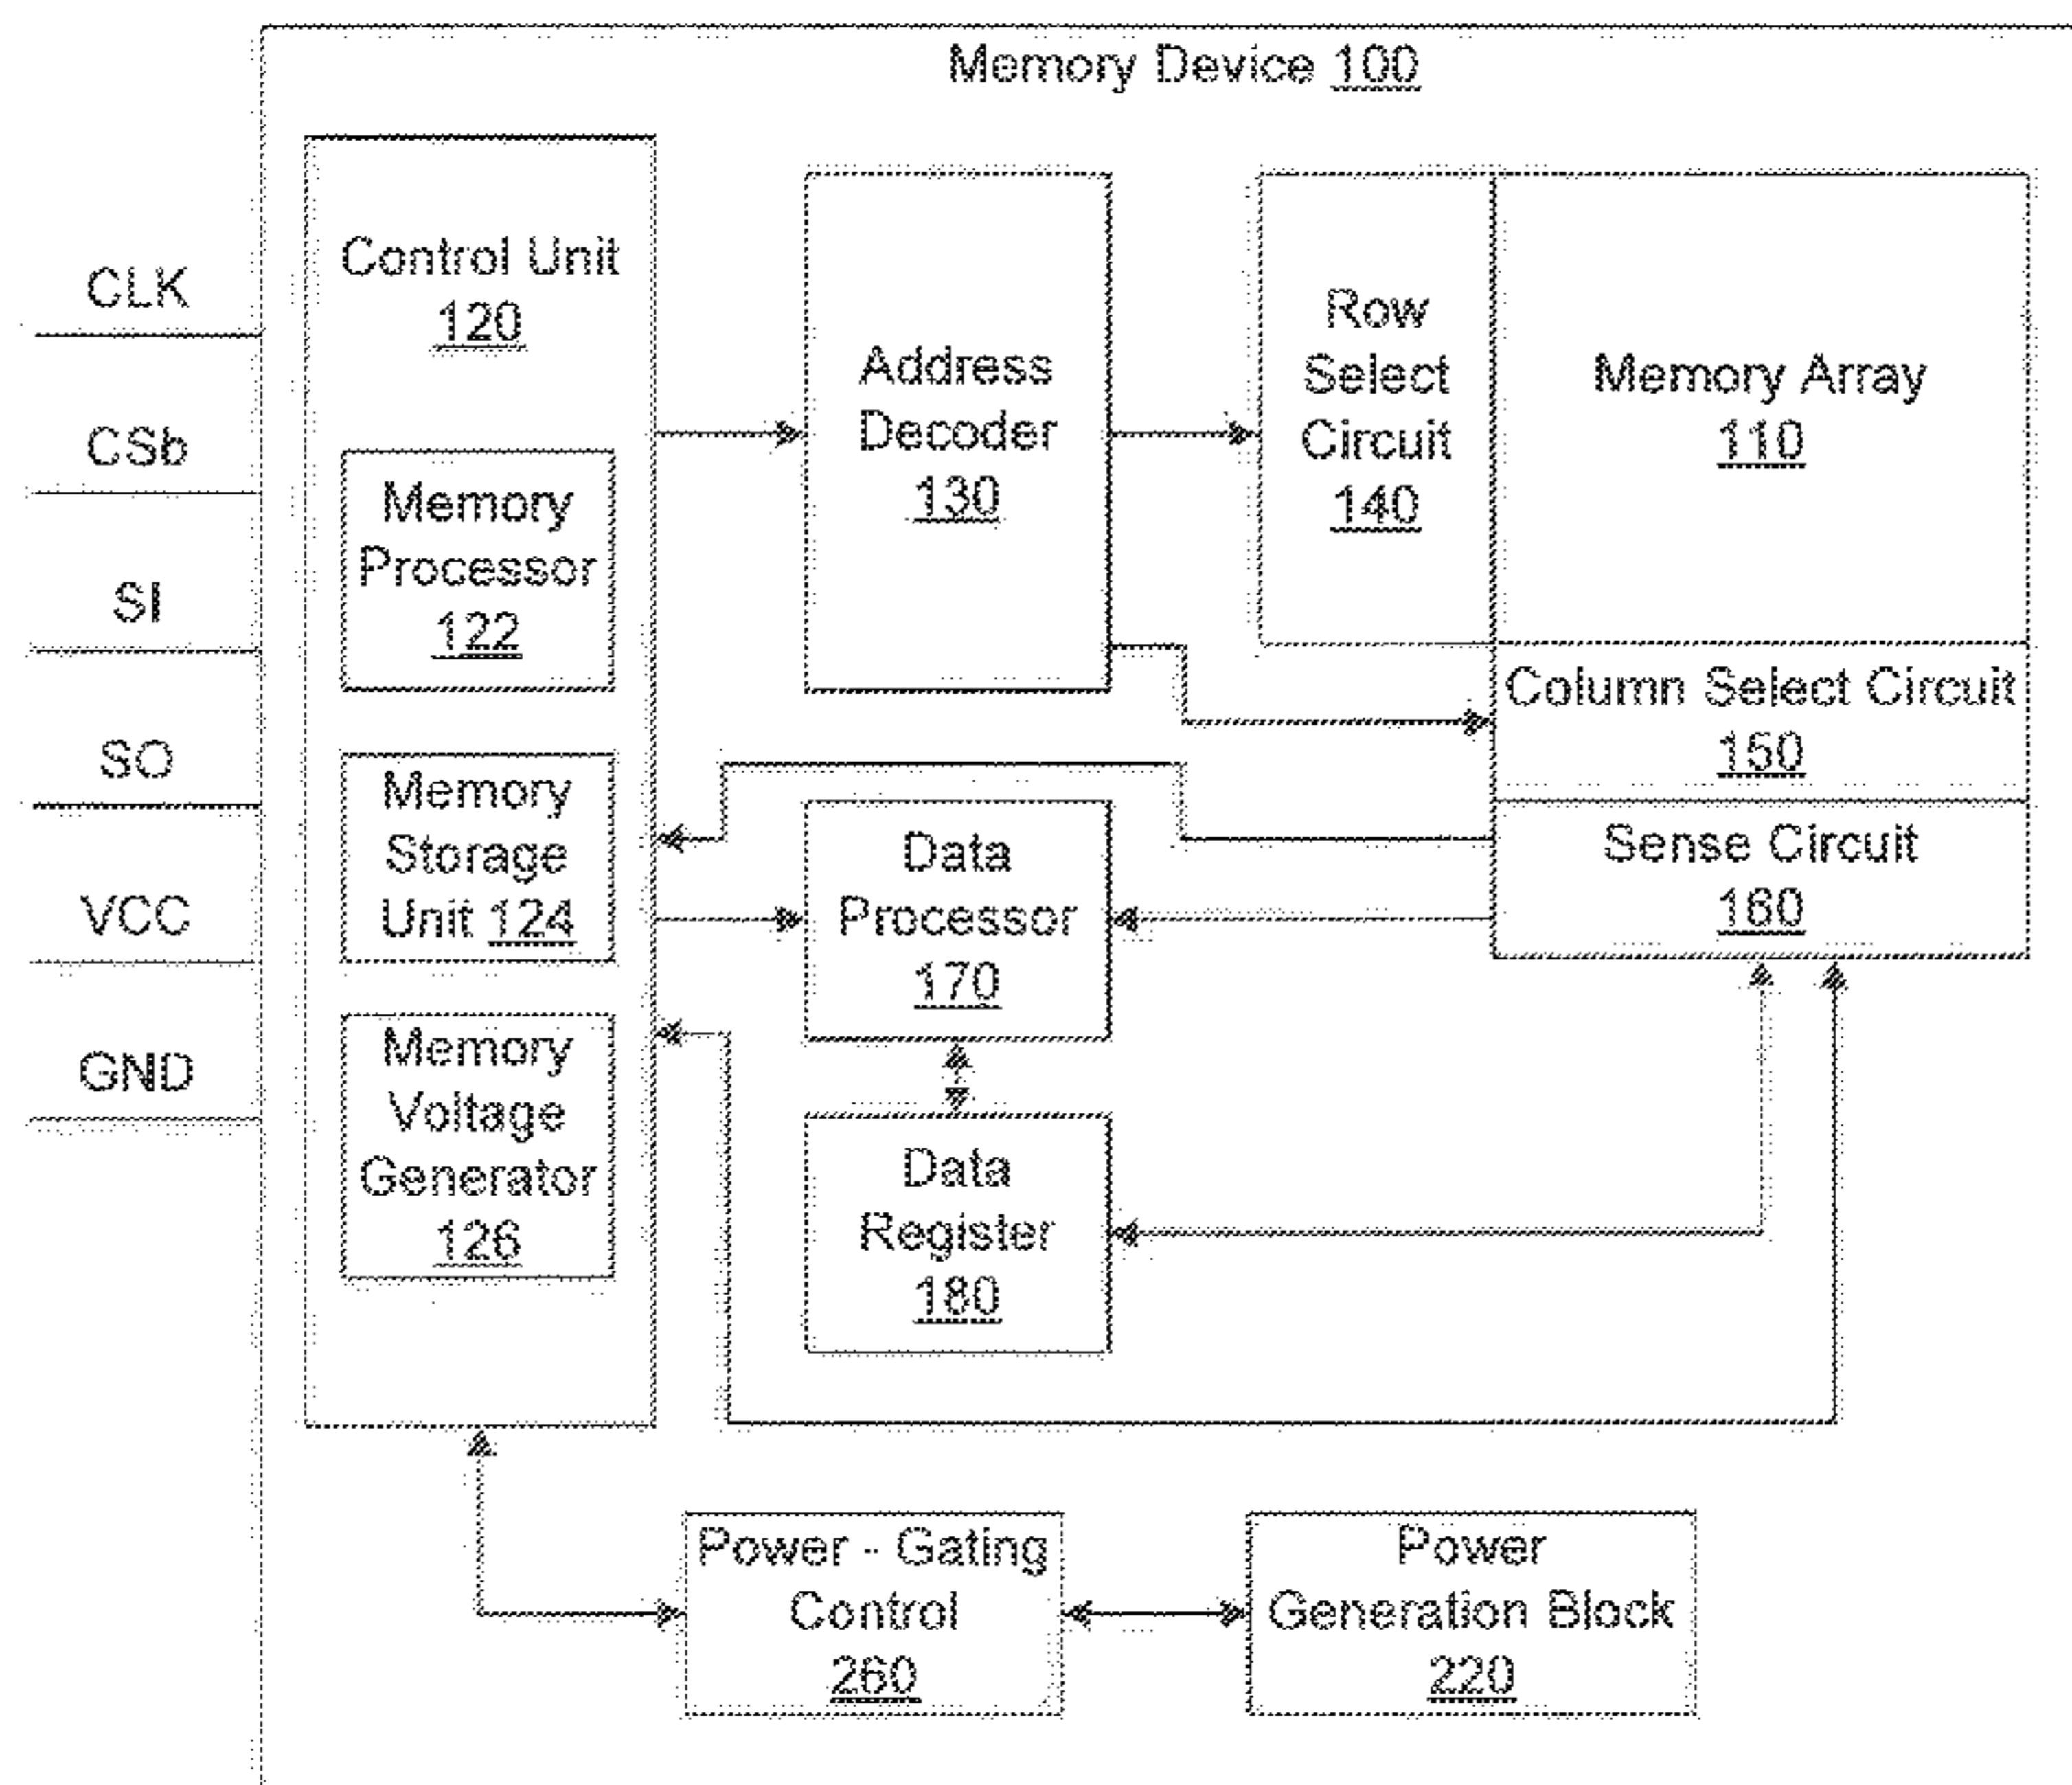 Memory Device 100
CLK
CSb
SI
SO
VCC
GND
Control Unit
120
Memory
Processor
122
Memory
Storage
Unit 124
Memory
Voltage
Generator
126
Address
Decoder
130
Row
Select
Circuit
140
Memory Array
110
Column Select Circuit
150
Sense Circuit
160
Data
Processor
170
Data
Register
180
Power - Gating
Control
260
Power
Generation Block
220